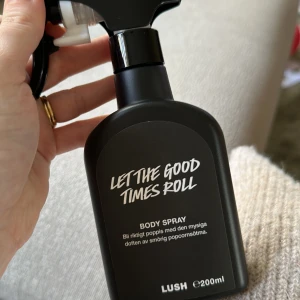 LET THE GOOD
TIMES ROLL
BODY SPRAY
Bli riktigt poppis med den mysiga
doften av smörig popcornsötma.
LUSH ℮200ml